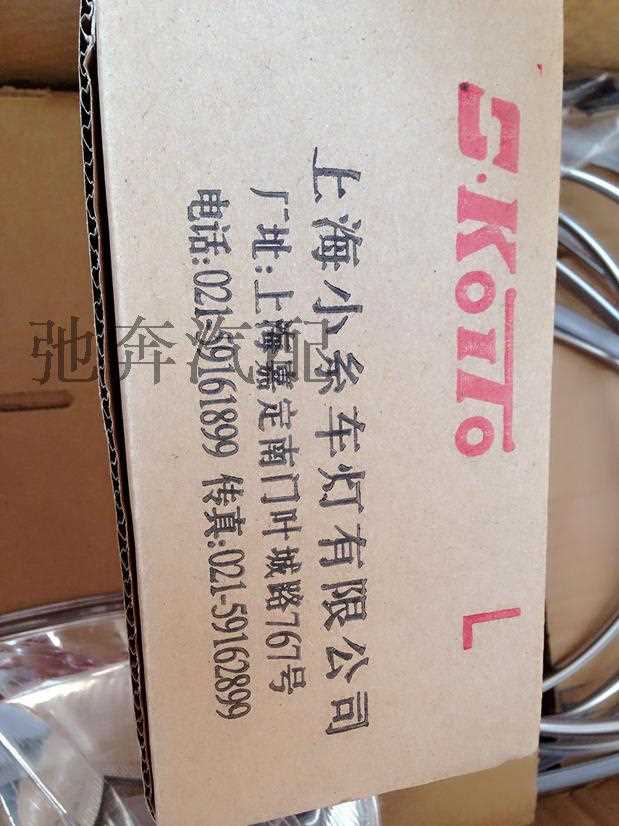 S·KOITO
L
上海小糸车灯有限公司
厂址:上海嘉定南门叶城路767号
电话:021-59161899 传真:021-59162899
弛奔汽配